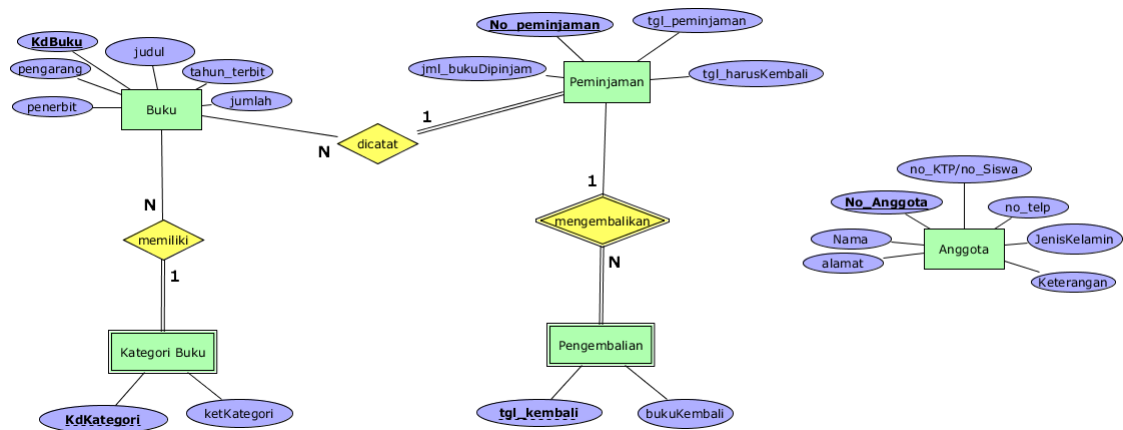 No_peminjaman
tgl_peminjaman
KdBuku
judul
pengarang
tahun_terbit
jml_bukuDipinjam
tgl_harusKembali
Peminjaman
penerbit
Buku
jumlah
1
N
dicatat
no_KTP/no_Siswa
1
No_Anggota
no_telp
N
mengembalikan
memiliki
Nama
JenisKelamin
Anggota
alamat
N
1
Keterangan
Kategori Buku
Pengembalian
KdKategori
ketKategori
tgl_kembali
bukuKembali